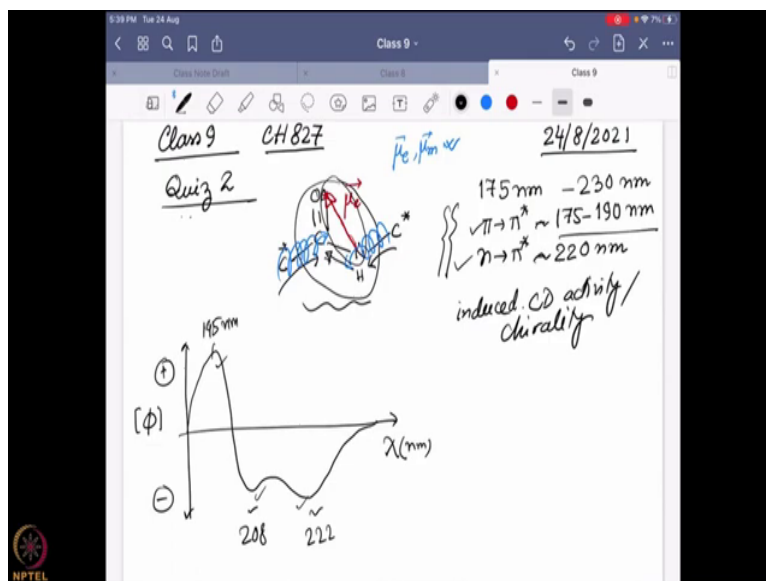 5:39 PM Tue 24 Aug
7%
Class 9
Class Note Draft
Class 8
Class 9
Class 9 CH 827
24/8/2021
Quiz 2
μe, μm
175 nm - 230 nm
π→π* ~ 175-190 nm
n→π* ~ 220 nm
induced CD activity/
chirality
O
μe
C*
C*
N
H
195 nm
+
[φ]
λ(nm)
-
208 222
NPTEL